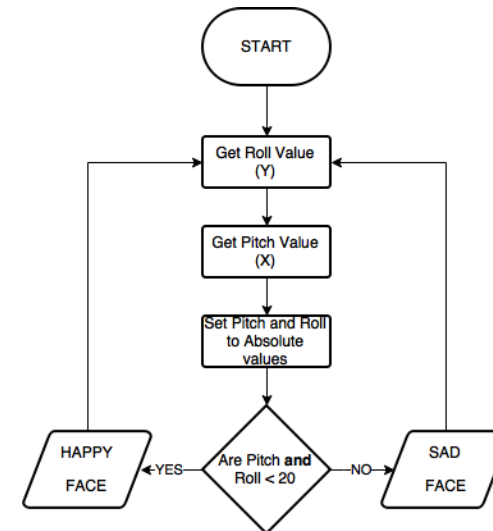 START
Get Roll Value
(Y)
Get Pitch Value
(X)
Set Pitch and Roll
to Absolute
values
Are Pitch and
Roll < 20
YES
NO
HAPPY
FACE
SAD
FACE